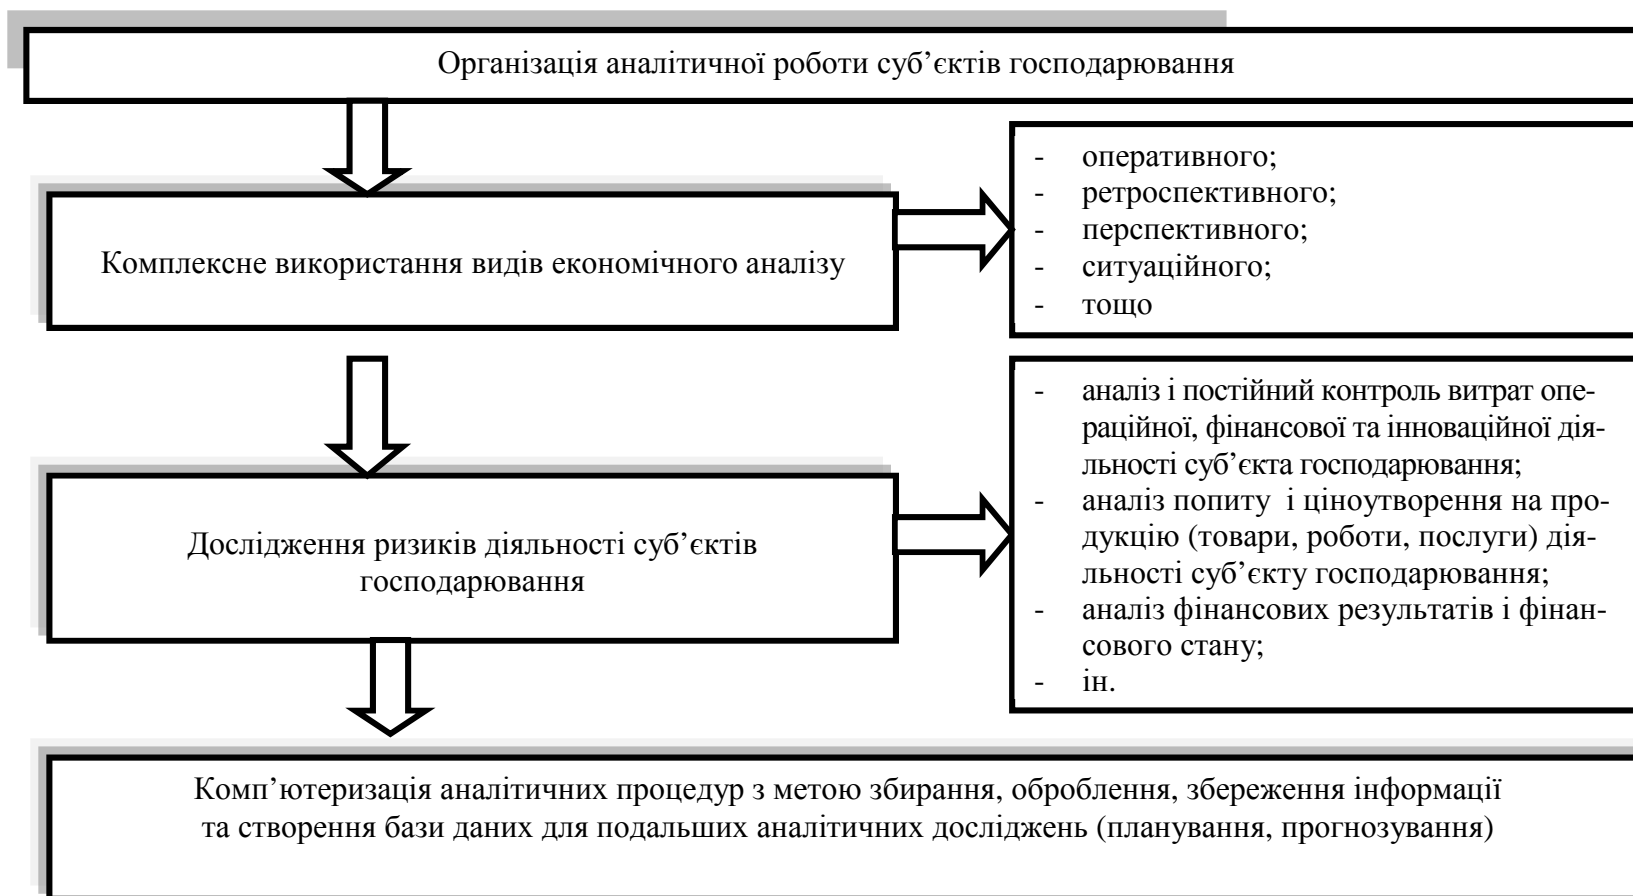 Організація аналітичної роботи суб’єктів господарювання
Комплексне використання видів економічного аналізу
- оперативного;
- ретроспективного;
- перспективного;
- ситуаційного;
- тощо
Дослідження ризиків діяльності суб’єктів
господарювання
- аналіз і постійний контроль витрат опе-
раційної, фінансової та інноваційної дія-
льності суб’єкта господарювання;
- аналіз попиту і ціноутворення на про-
дукцію (товари, роботи, послуги) дія-
льності суб’єкту господарювання;
- аналіз фінансових результатів і фінан-
сового стану;
- ін.
Комп’ютеризація аналітичних процедур з метою збирання, оброблення, збереження інформації
та створення бази даних для подальших аналітичних досліджень (планування, прогнозування)